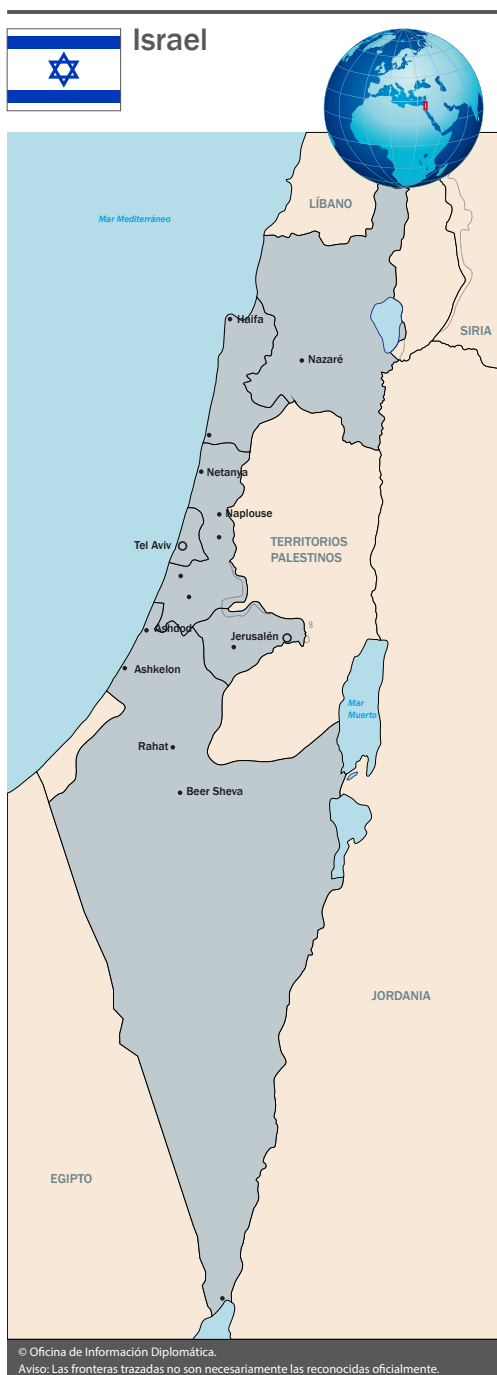 Israel
LÍBANO
Mar Mediterráneo
Haifa
SIRIA
Nazaré
Netanya
Naplouse
Tel Aviv
TERRITORIOS
PALESTINOS
Ashdod
Jerusalén
Ashkelon
Mar
Muerto
Rahat
Beer Sheva
JORDANIA
EGIPTO
© Oficina de Información Diplomática.
Aviso: Las fronteras trazadas no son necesariamente las reconocidas oficialmente.